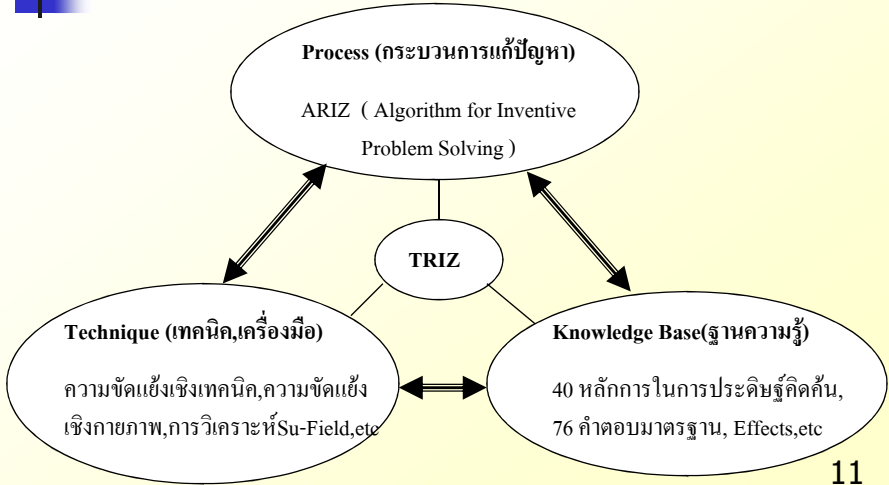 Process (กระบวนการแก้ปัญหา)
ARIZ ( Algorithm for Inventive
Problem Solving )
TRIZ
Technique (เทคนิค,เครื่องมือ)
ความขัดแย้งเชิงเทคนิค,ความขัดแย้ง
เชิงกายภาพ,การวิเคราะห์Su-Field,etc
Knowledge Base(ฐานความรู้)
40 หลักการในการประดิษฐ์คิดค้น,
76 คำตอบมาตรฐาน, Effects,etc
11